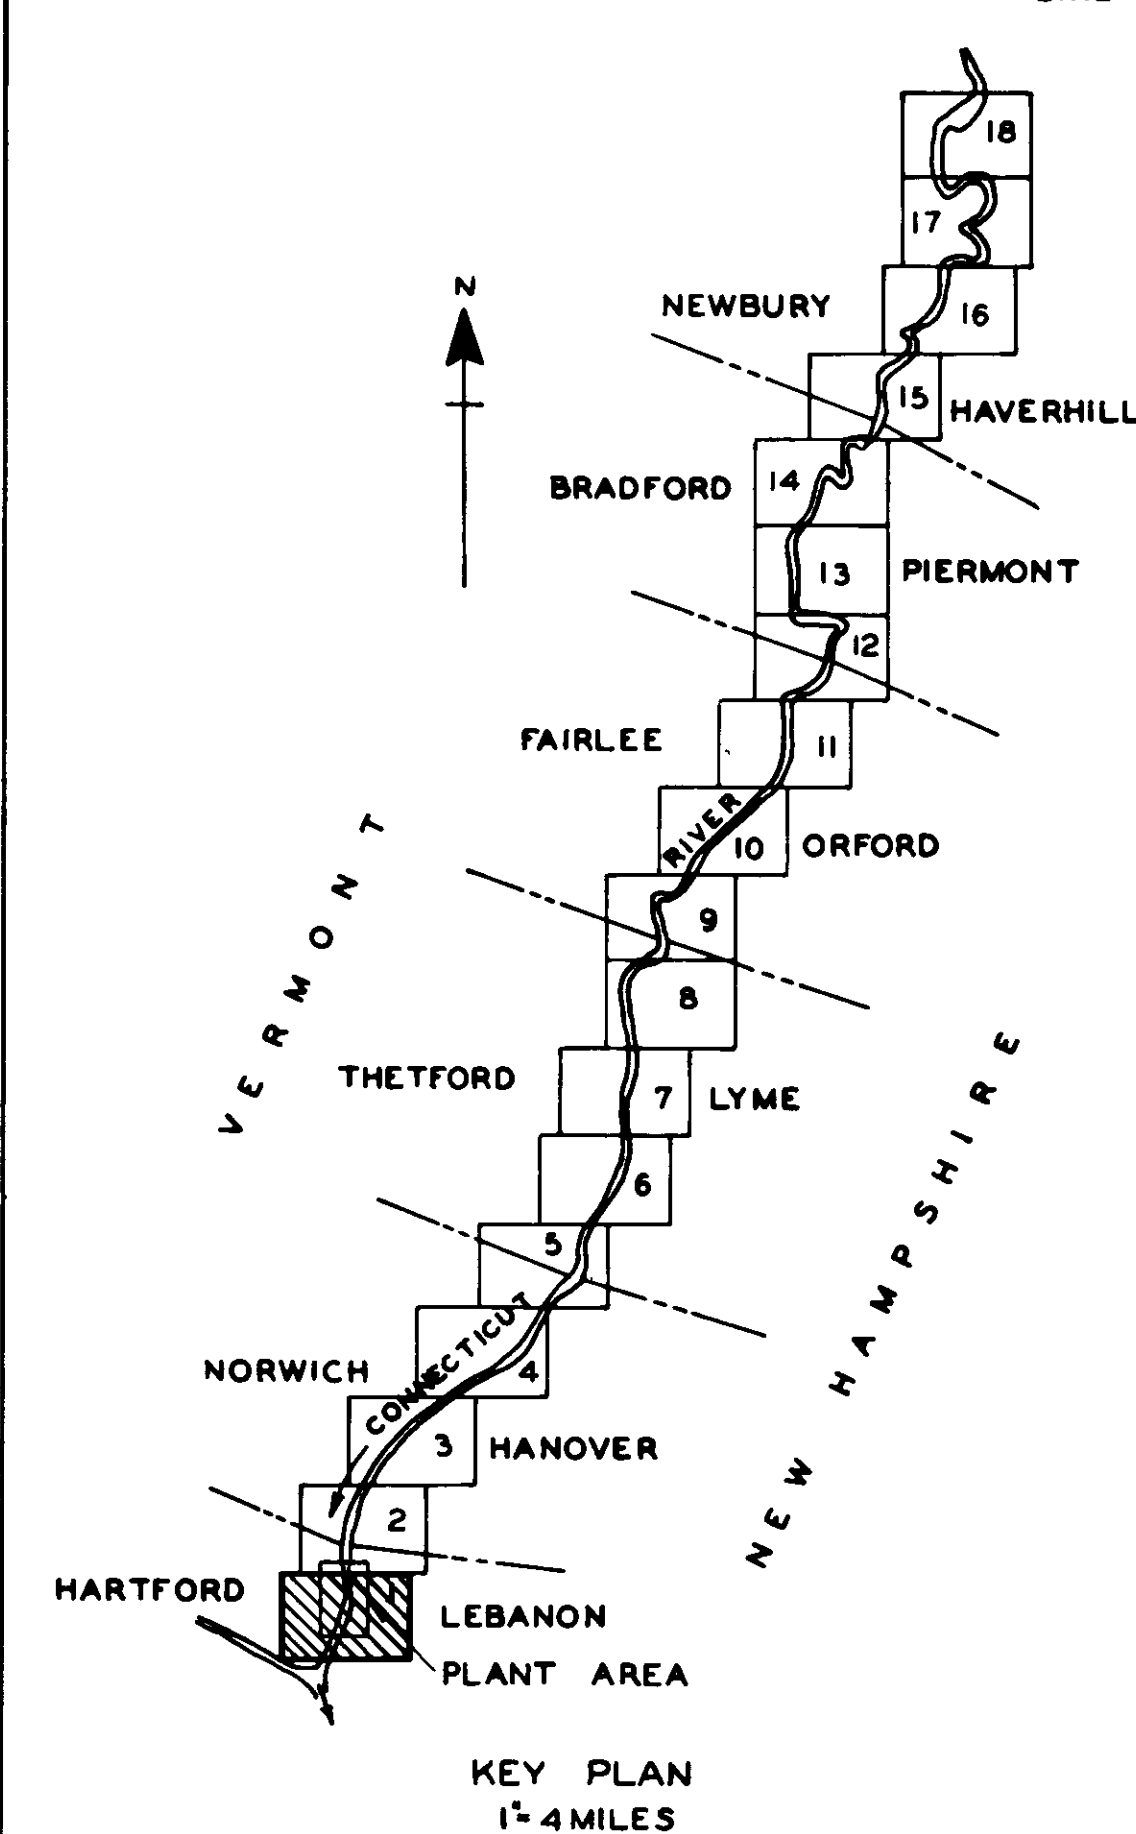 18
17
N
NEWBURY
16
15
HAVERHILL
BRADFORD
14
13
PIERMONT
12
FAIRLEE
11
RIVER
10
ORFORD
9
8
VERMONT
THETFORD
7
LYME
6
5
NEW HAMPSHIRE
CONNECTICUT
NORWICH
4
3
HANOVER
2
HARTFORD
LEBANON
PLANT AREA
KEY PLAN
1"= 4 MILES